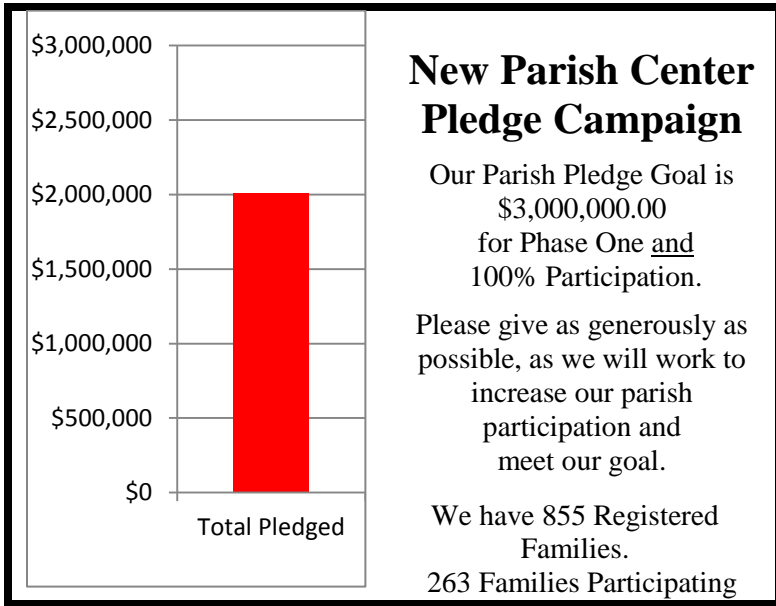 $3,000,000
$2,500,000
$2,000,000
$1,500,000
$1,000,000
$500,000
$0
Total Pledged
New Parish Center
Pledge Campaign
Our Parish Pledge Goal is
$3,000,000.00
for Phase One and
100% Participation.
Please give as generously as
possible, as we will work to
increase our parish
participation and
meet our goal.
We have 855 Registered
Families.
263 Families Participating